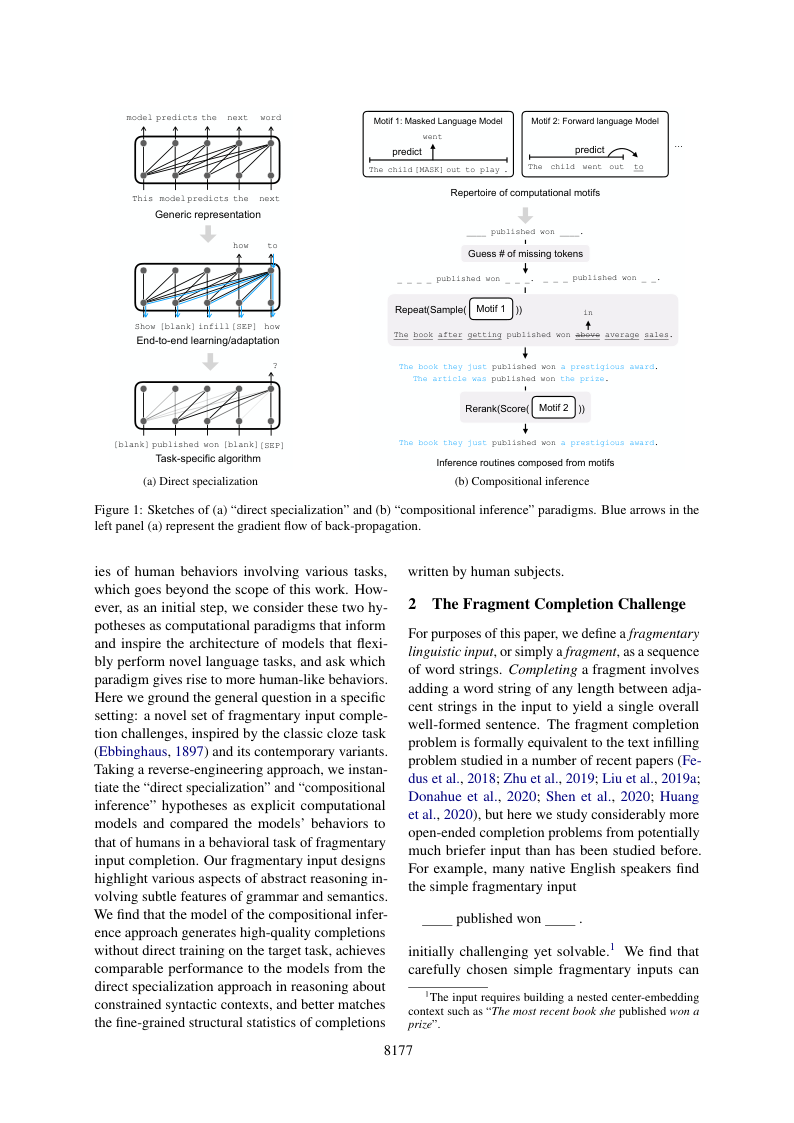 model predicts the next word
This model predicts the next
Generic representation
how to
Show [blank] infill [SEP] how
End-to-end learning/adaptation
?
[blank] published won [blank] [SEP]
Task-specific algorithm
(a) Direct specialization
Motif 1: Masked Language Model
went
predict
The child [MASK] out to play .
Motif 2: Forward language Model
predict
The child went out to
...
Repertoire of computational motifs
____ published won ____.
Guess # of missing tokens
_ _ _ _ published won _ _ _. _ _ _ published won _ _.
Repeat(Sample( Motif 1 ))
in
The book after getting published won above average sales.
The book they just published won a prestigious award.
The article was published won the prize.
Rerank(Score( Motif 2 ))
The book they just published won a prestigious award.
Inference routines composed from motifs
(b) Compositional inference
Figure 1: Sketches of (a) “direct specialization” and (b) “compositional inference” paradigms. Blue arrows in the
left panel (a) represent the gradient flow of back-propagation.
ies of human behaviors involving various tasks,
which goes beyond the scope of this work. How-
ever, as an initial step, we consider these two hy-
potheses as computational paradigms that inform
and inspire the architecture of models that flexi-
bly perform novel language tasks, and ask which
paradigm gives rise to more human-like behaviors.
Here we ground the general question in a specific
setting: a novel set of fragmentary input comple-
tion challenges, inspired by the classic cloze task
(Ebbinghaus, 1897) and its contemporary variants.
Taking a reverse-engineering approach, we instan-
tiate the “direct specialization” and “compositional
inference” hypotheses as explicit computational
models and compared the models’ behaviors to
that of humans in a behavioral task of fragmentary
input completion. Our fragmentary input designs
highlight various aspects of abstract reasoning in-
volving subtle features of grammar and semantics.
We find that the model of the compositional infer-
ence approach generates high-quality completions
without direct training on the target task, achieves
comparable performance to the models from the
direct specialization approach in reasoning about
constrained syntactic contexts, and better matches
the fine-grained structural statistics of completions
written by human subjects.
2 The Fragment Completion Challenge
For purposes of this paper, we define a fragmentary
linguistic input, or simply a fragment, as a sequence
of word strings. Completing a fragment involves
adding a word string of any length between adja-
cent strings in the input to yield a single overall
well-formed sentence. The fragment completion
problem is formally equivalent to the text infilling
problem studied in a number of recent papers (Fe-
dus et al., 2018; Zhu et al., 2019; Liu et al., 2019a;
Donahue et al., 2020; Shen et al., 2020; Huang
et al., 2020), but here we study considerably more
open-ended completion problems from potentially
much briefer input than has been studied before.
For example, many native English speakers find
the simple fragmentary input
____ published won ____ .
initially challenging yet solvable.1 We find that
carefully chosen simple fragmentary inputs can
1The input requires building a nested center-embedding
context such as “The most recent book she published won a
prize”.
8177